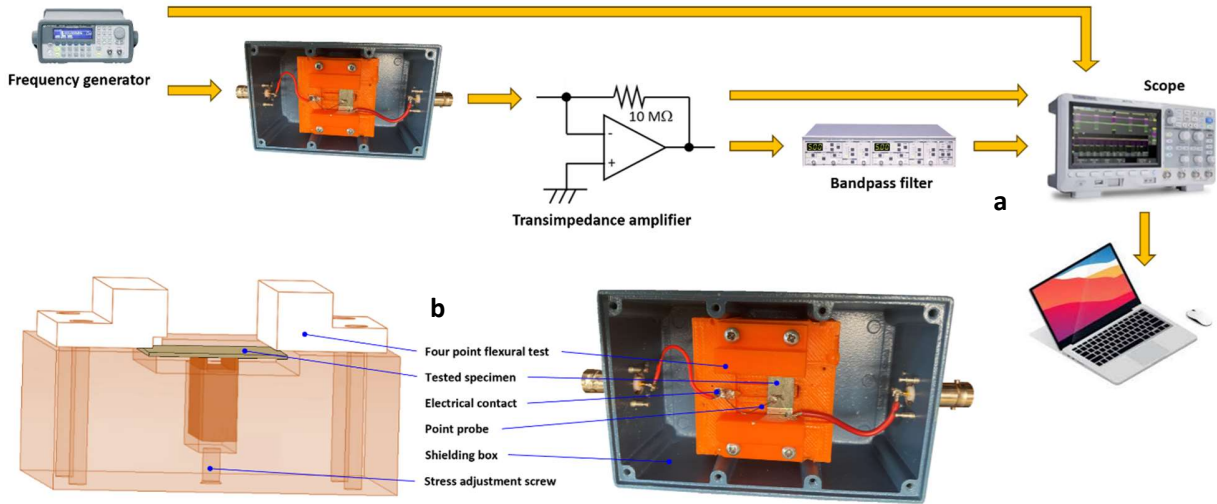 Frequency generator
10 MΩ
-
+
Transimpedance amplifier
Bandpass filter
Scope
a
b
Four point flexural test
Tested specimen
Electrical contact
Point probe
Shielding box
Stress adjustment screw